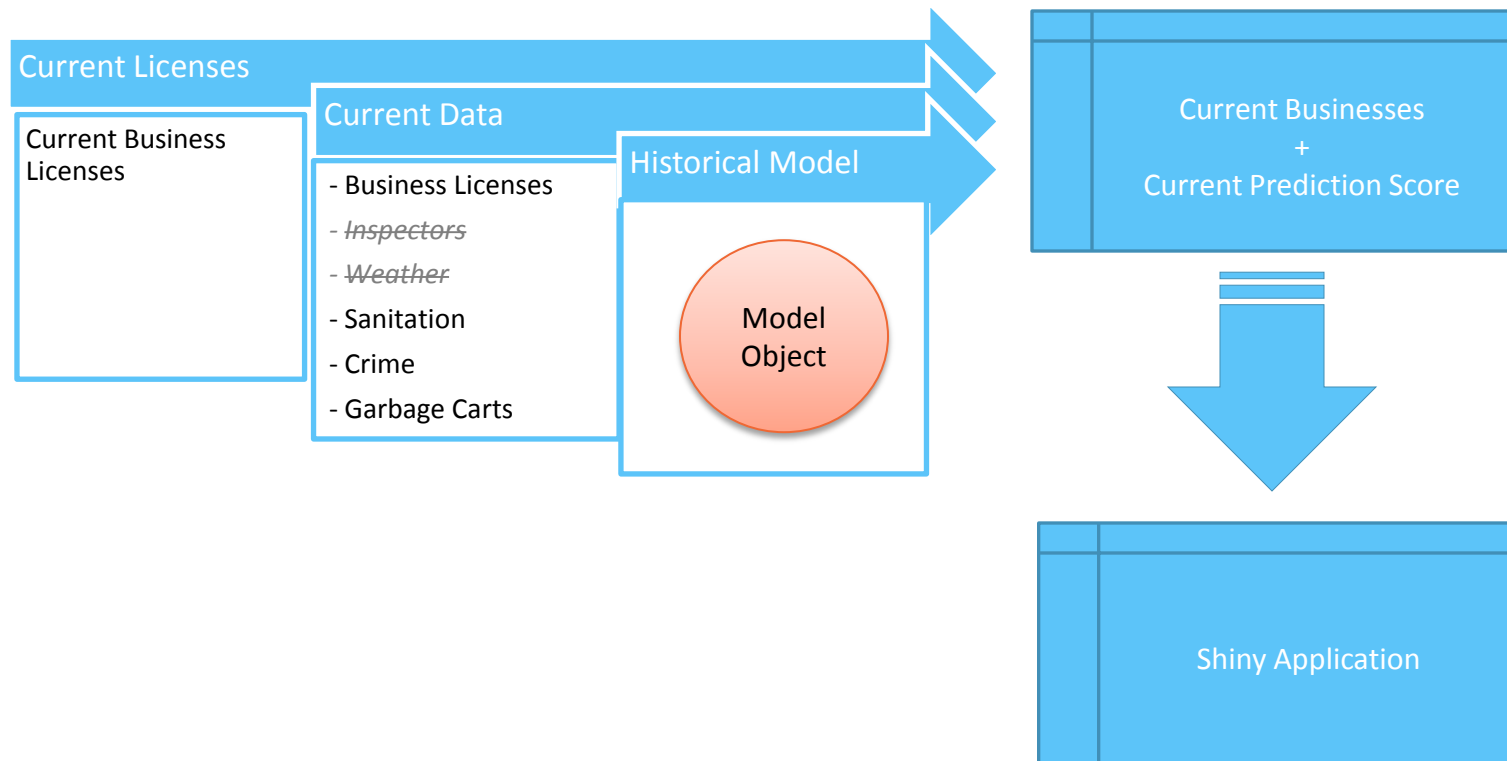 Current Licenses
Current Business
Licenses
Current Data
- Business Licenses
- Inspectors
- Weather
- Sanitation
- Crime
- Garbage Carts
Historical Model
Model
Object
Current Businesses
+
Current Prediction Score
Shiny Application